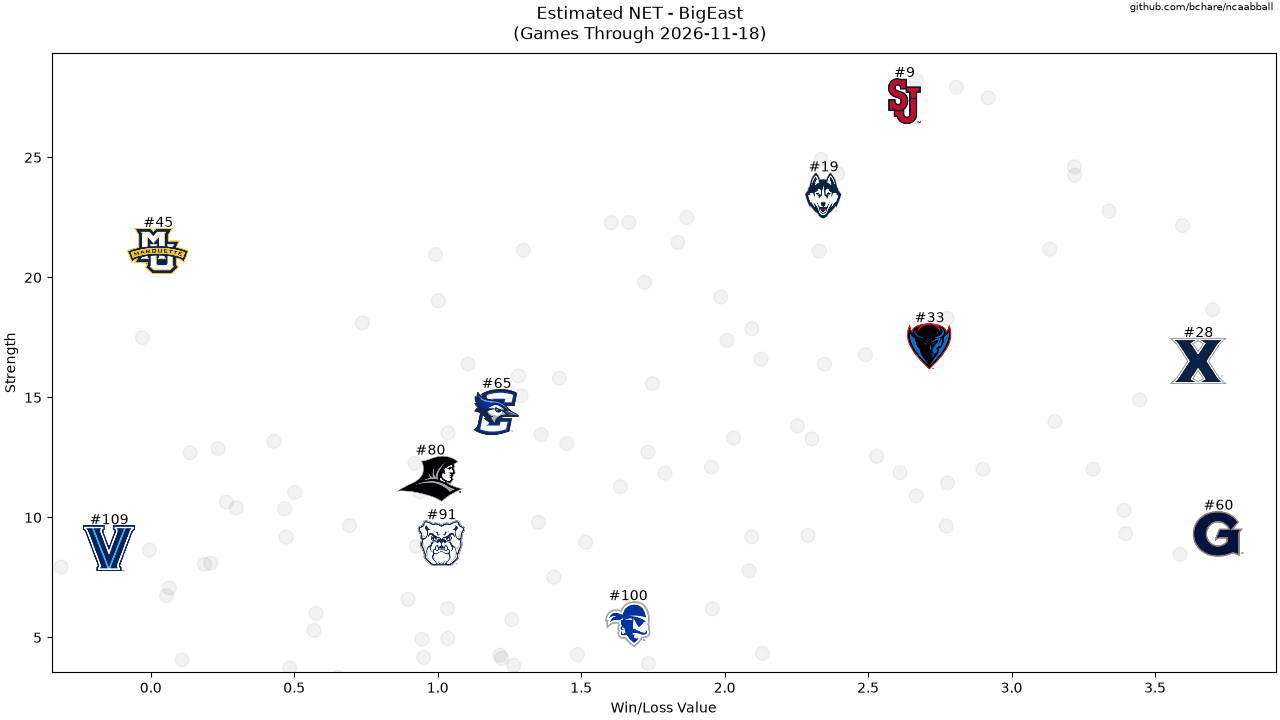 github.com/bchare/ncaabball
Estimated NET - BigEast
(Games Through 2026-11-18)
#9
#19
#45
MARQUETTE
#33
#28
#65
#80
#60
#91
#109
#100
Strength
25
20
15
10
5
0.0 0.5 1.0 1.5 2.0 2.5 3.0 3.5
Win/Loss Value